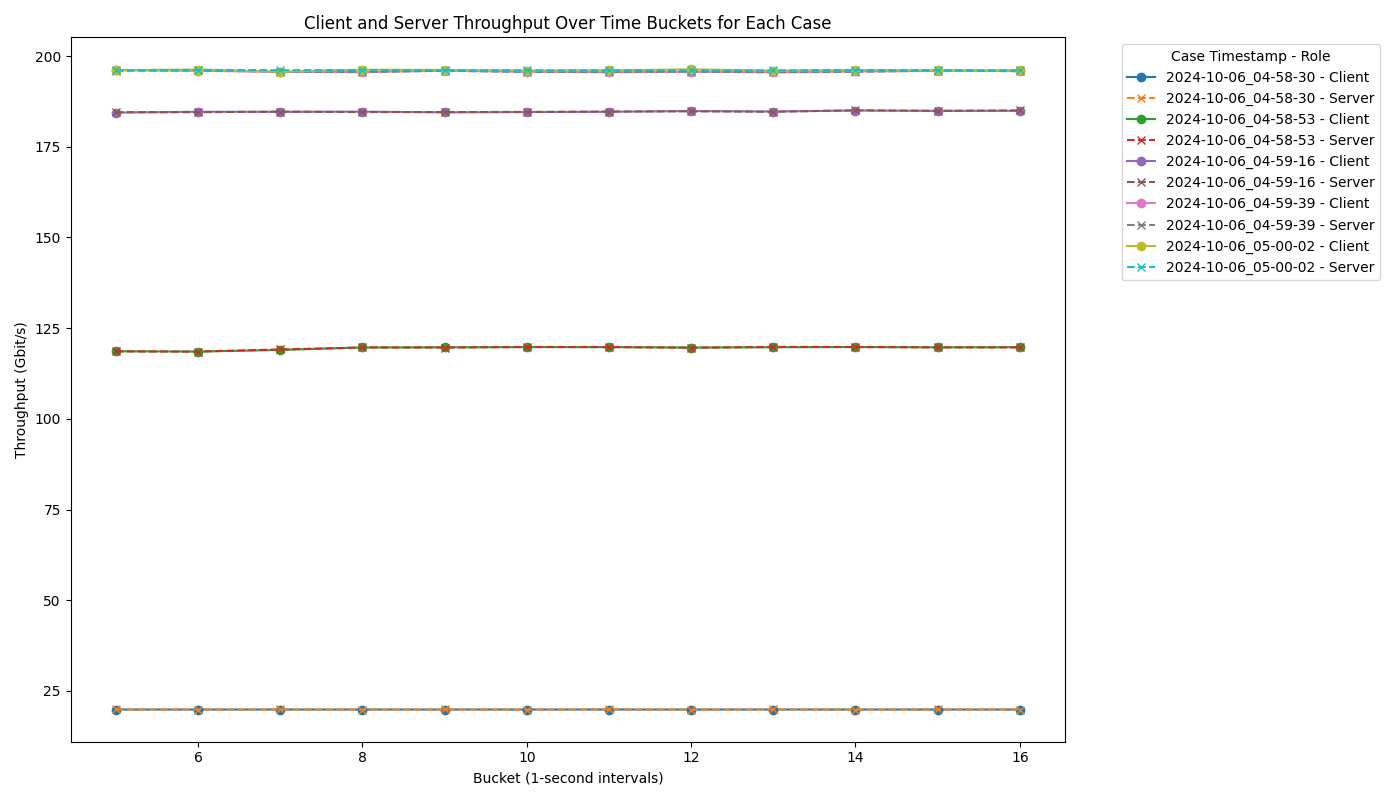 Client and Server Throughput Over Time Buckets for Each Case
Throughput (Gbit/s)
200
175
150
125
100
75
50
25
6
8
10
12
14
16
Bucket (1-second intervals)
Case Timestamp - Role
2024-10-06_04-58-30 - Client
2024-10-06_04-58-30 - Server
2024-10-06_04-58-53 - Client
2024-10-06_04-58-53 - Server
2024-10-06_04-59-16 - Client
2024-10-06_04-59-16 - Server
2024-10-06_04-59-39 - Client
2024-10-06_04-59-39 - Server
2024-10-06_05-00-02 - Client
2024-10-06_05-00-02 - Server